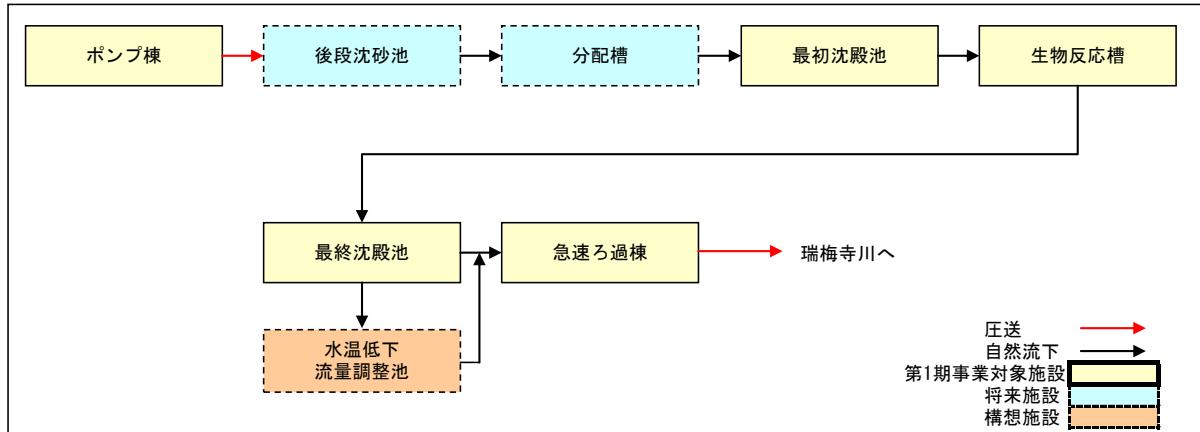 ポンプ棟
後段沈砂池
分配槽
最初沈殿池
生物反応槽
最終沈殿池
急速ろ過棟
瑞梅寺川へ
水温低下
流量調整池
圧送
自然流下
第1期事業対象施設
将来施設
構想施設